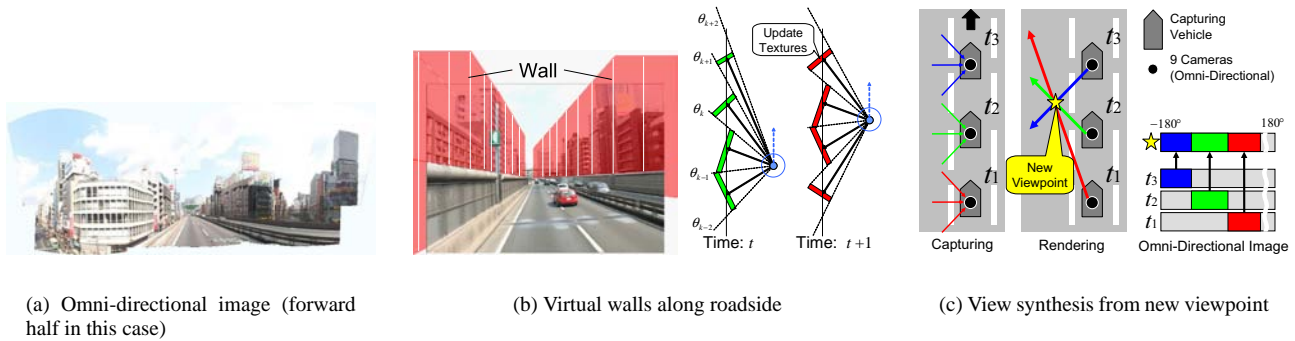 Wall
θk+2
θk+1
θk
θk−1
θk−2
Time: t
Update
Textures
Time: t+1
t3
t2
t1
Capturing
t3
t2
t1
New
Viewpoint
Rendering
Capturing
Vehicle
9 Cameras
(Omni-Directional)
−180° 180°
t3
t2
t1
Omni-Directional Image
(a) Omni-directional image (forward
half in this case)
(b) Virtual walls along roadside
(c) View synthesis from new viewpoint